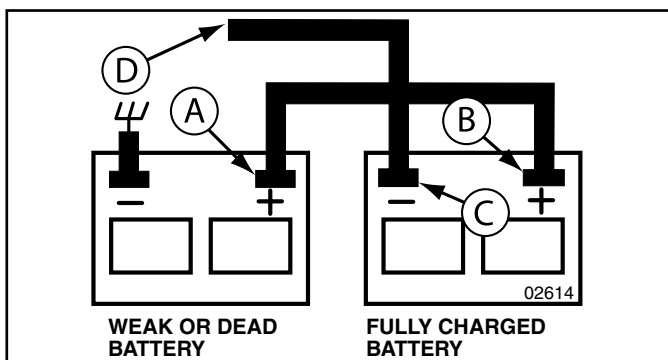 D
A
B
− + − +
C
02614
WEAK OR DEAD
BATTERY
FULLY CHARGED
BATTERY